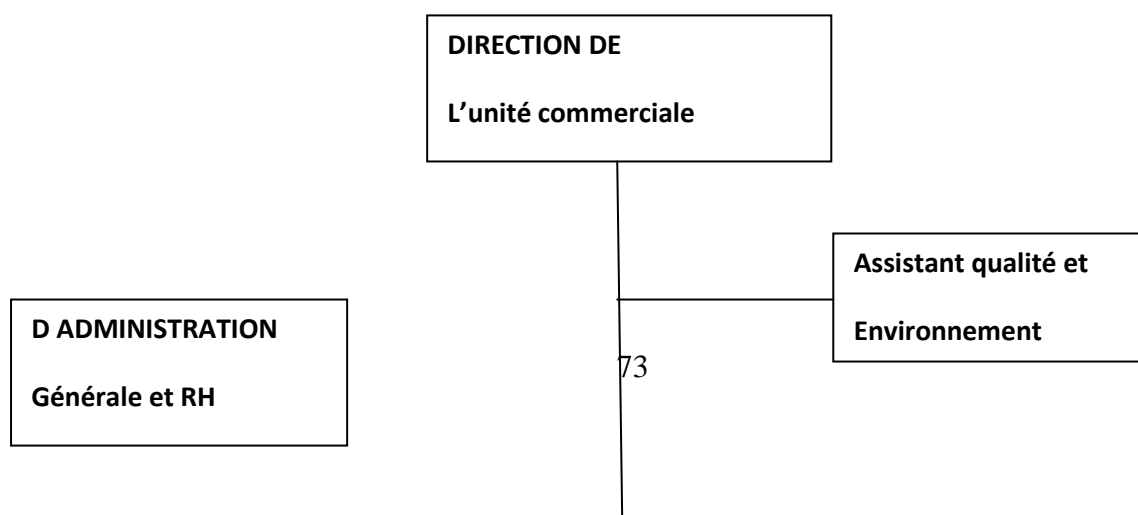 DIRECTION DE
L’unité commerciale
Assistant qualité et
Environnement
D ADMINISTRATION
Générale et RH
73